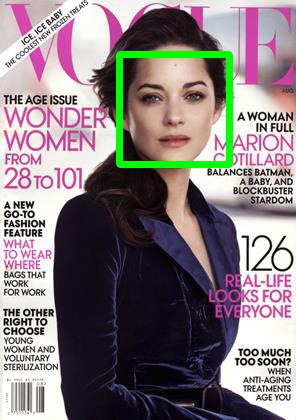 ICE, ICE BABY
THE COOLEST NEW FROZEN TREATS
VOGUE
AUG
THE AGE ISSUE
WONDER
WOMEN
FROM
28 TO 101
A NEW
GO-TO
FASHION
FEATURE
WHAT
TO WEAR
WHERE
BAGS THAT
WORK
FOR WORK
THE OTHER
RIGHT TO
CHOOSE
YOUNG
WOMEN AND
VOLUNTARY
STERILIZATION
A WOMAN
IN FULL
MARION
COTILLARD
BALANCES BATMAN,
A BABY, AND
BLOCKBUSTER
STARDOM
126
REAL-LIFE
LOOKS FOR
EVERYONE
TOO MUCH
TOO SOON?
WHEN
ANTI-AGING
TREATMENTS
AGE YOU